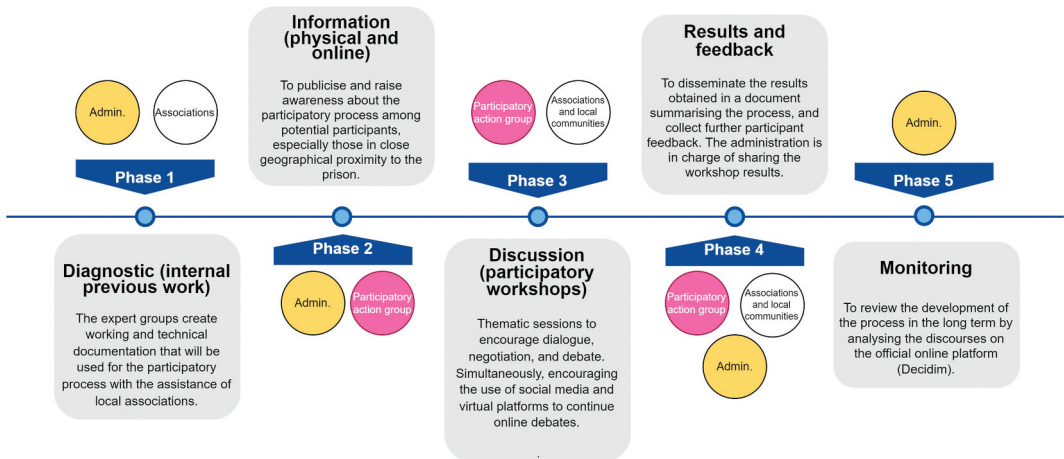 Admin.
Associations
Phase 1
Diagnostic (internal
previous work)
The expert groups create
working and technical
documentation that will be
used for the participatory
process with the assistance of
local associations.
Information
(physical and
online)
To publicise and raise
awareness about the
participatory process among
potential participants,
especially those in close
geographical proximity to the
prison.
Phase 2
Admin.
Participatory
action group
Participatory
action group
Associations
and local
communities
Phase 3
Discussion
(participatory
workshops)
Thematic sessions to
encourage dialogue,
negotiation, and debate.
Simultaneously, encouraging
the use of social media and
virtual platforms to continue
online debates.
.
Results and
feedback
To disseminate the results
obtained in a document
summarising the process, and
collect further participant
feedback. The administration is
in charge of sharing the
workshop results.
Phase 4
Participatory
action group
Associations
and local
communities
Admin.
Admin.
Phase 5
Monitoring
To review the development of
the process in the long term by
analysing the discourses on
the official online platform
(Decidim).